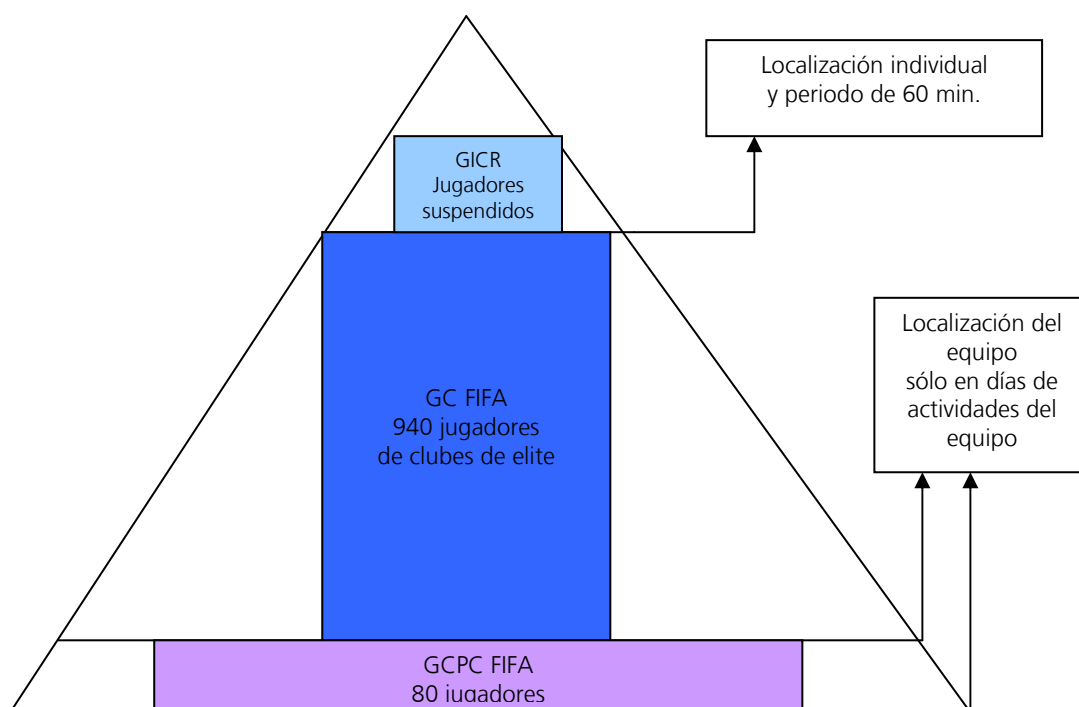 Localización individual
y periodo de 60 min.
GICR
Jugadores
suspendidos
Localización del
equipo
sólo en días de
actividades del
equipo
GC FIFA
940 jugadores
de clubes de elite
GCPC FIFA
80 jugadores